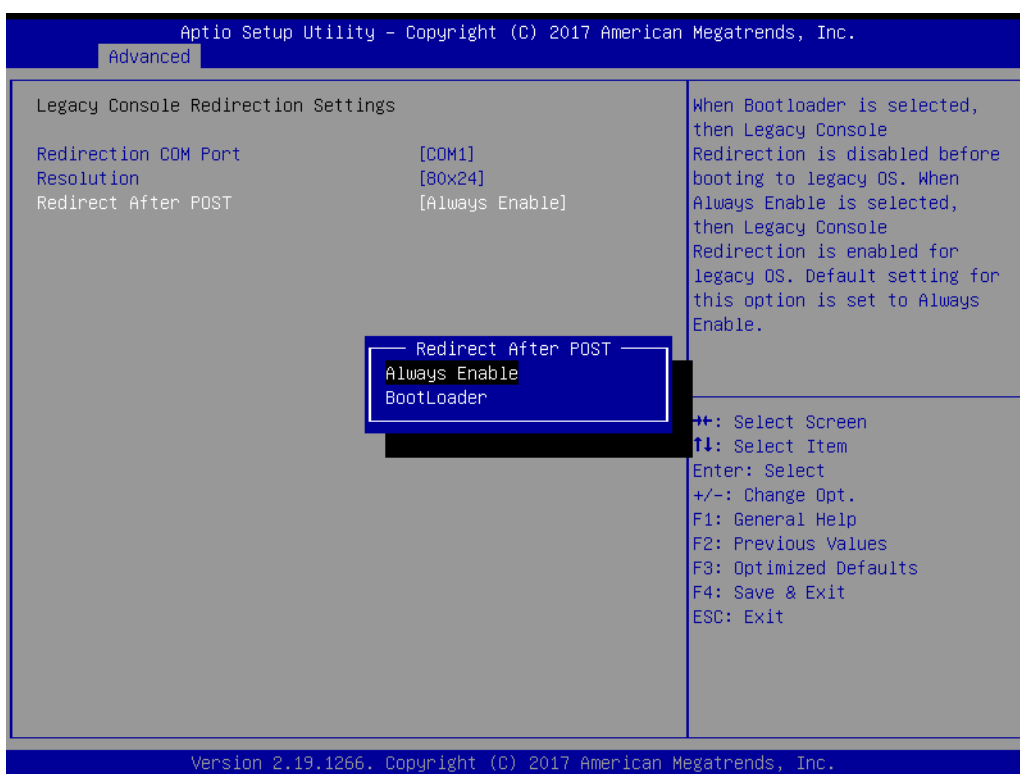 Aptio Setup Utility – Copyright (C) 2017 American Megatrends, Inc.
Advanced
Legacy Console Redirection Settings
Redirection COM Port [COM1]
Resolution [80x24]
Redirect After POST [Always Enable]
When Bootloader is selected,
then Legacy Console
Redirection is disabled before
booting to legacy OS. When
Always Enable is selected,
then Legacy Console
Redirection is enabled for
legacy OS. Default setting for
this option is set to Always
Enable.
Redirect After POST
Always Enable
BootLoader
→←: Select Screen
↑↓: Select Item
Enter: Select
+/-: Change Opt.
F1: General Help
F2: Previous Values
F3: Optimized Defaults
F4: Save & Exit
ESC: Exit
Version 2.19.1266. Copyright (C) 2017 American Megatrends, Inc.